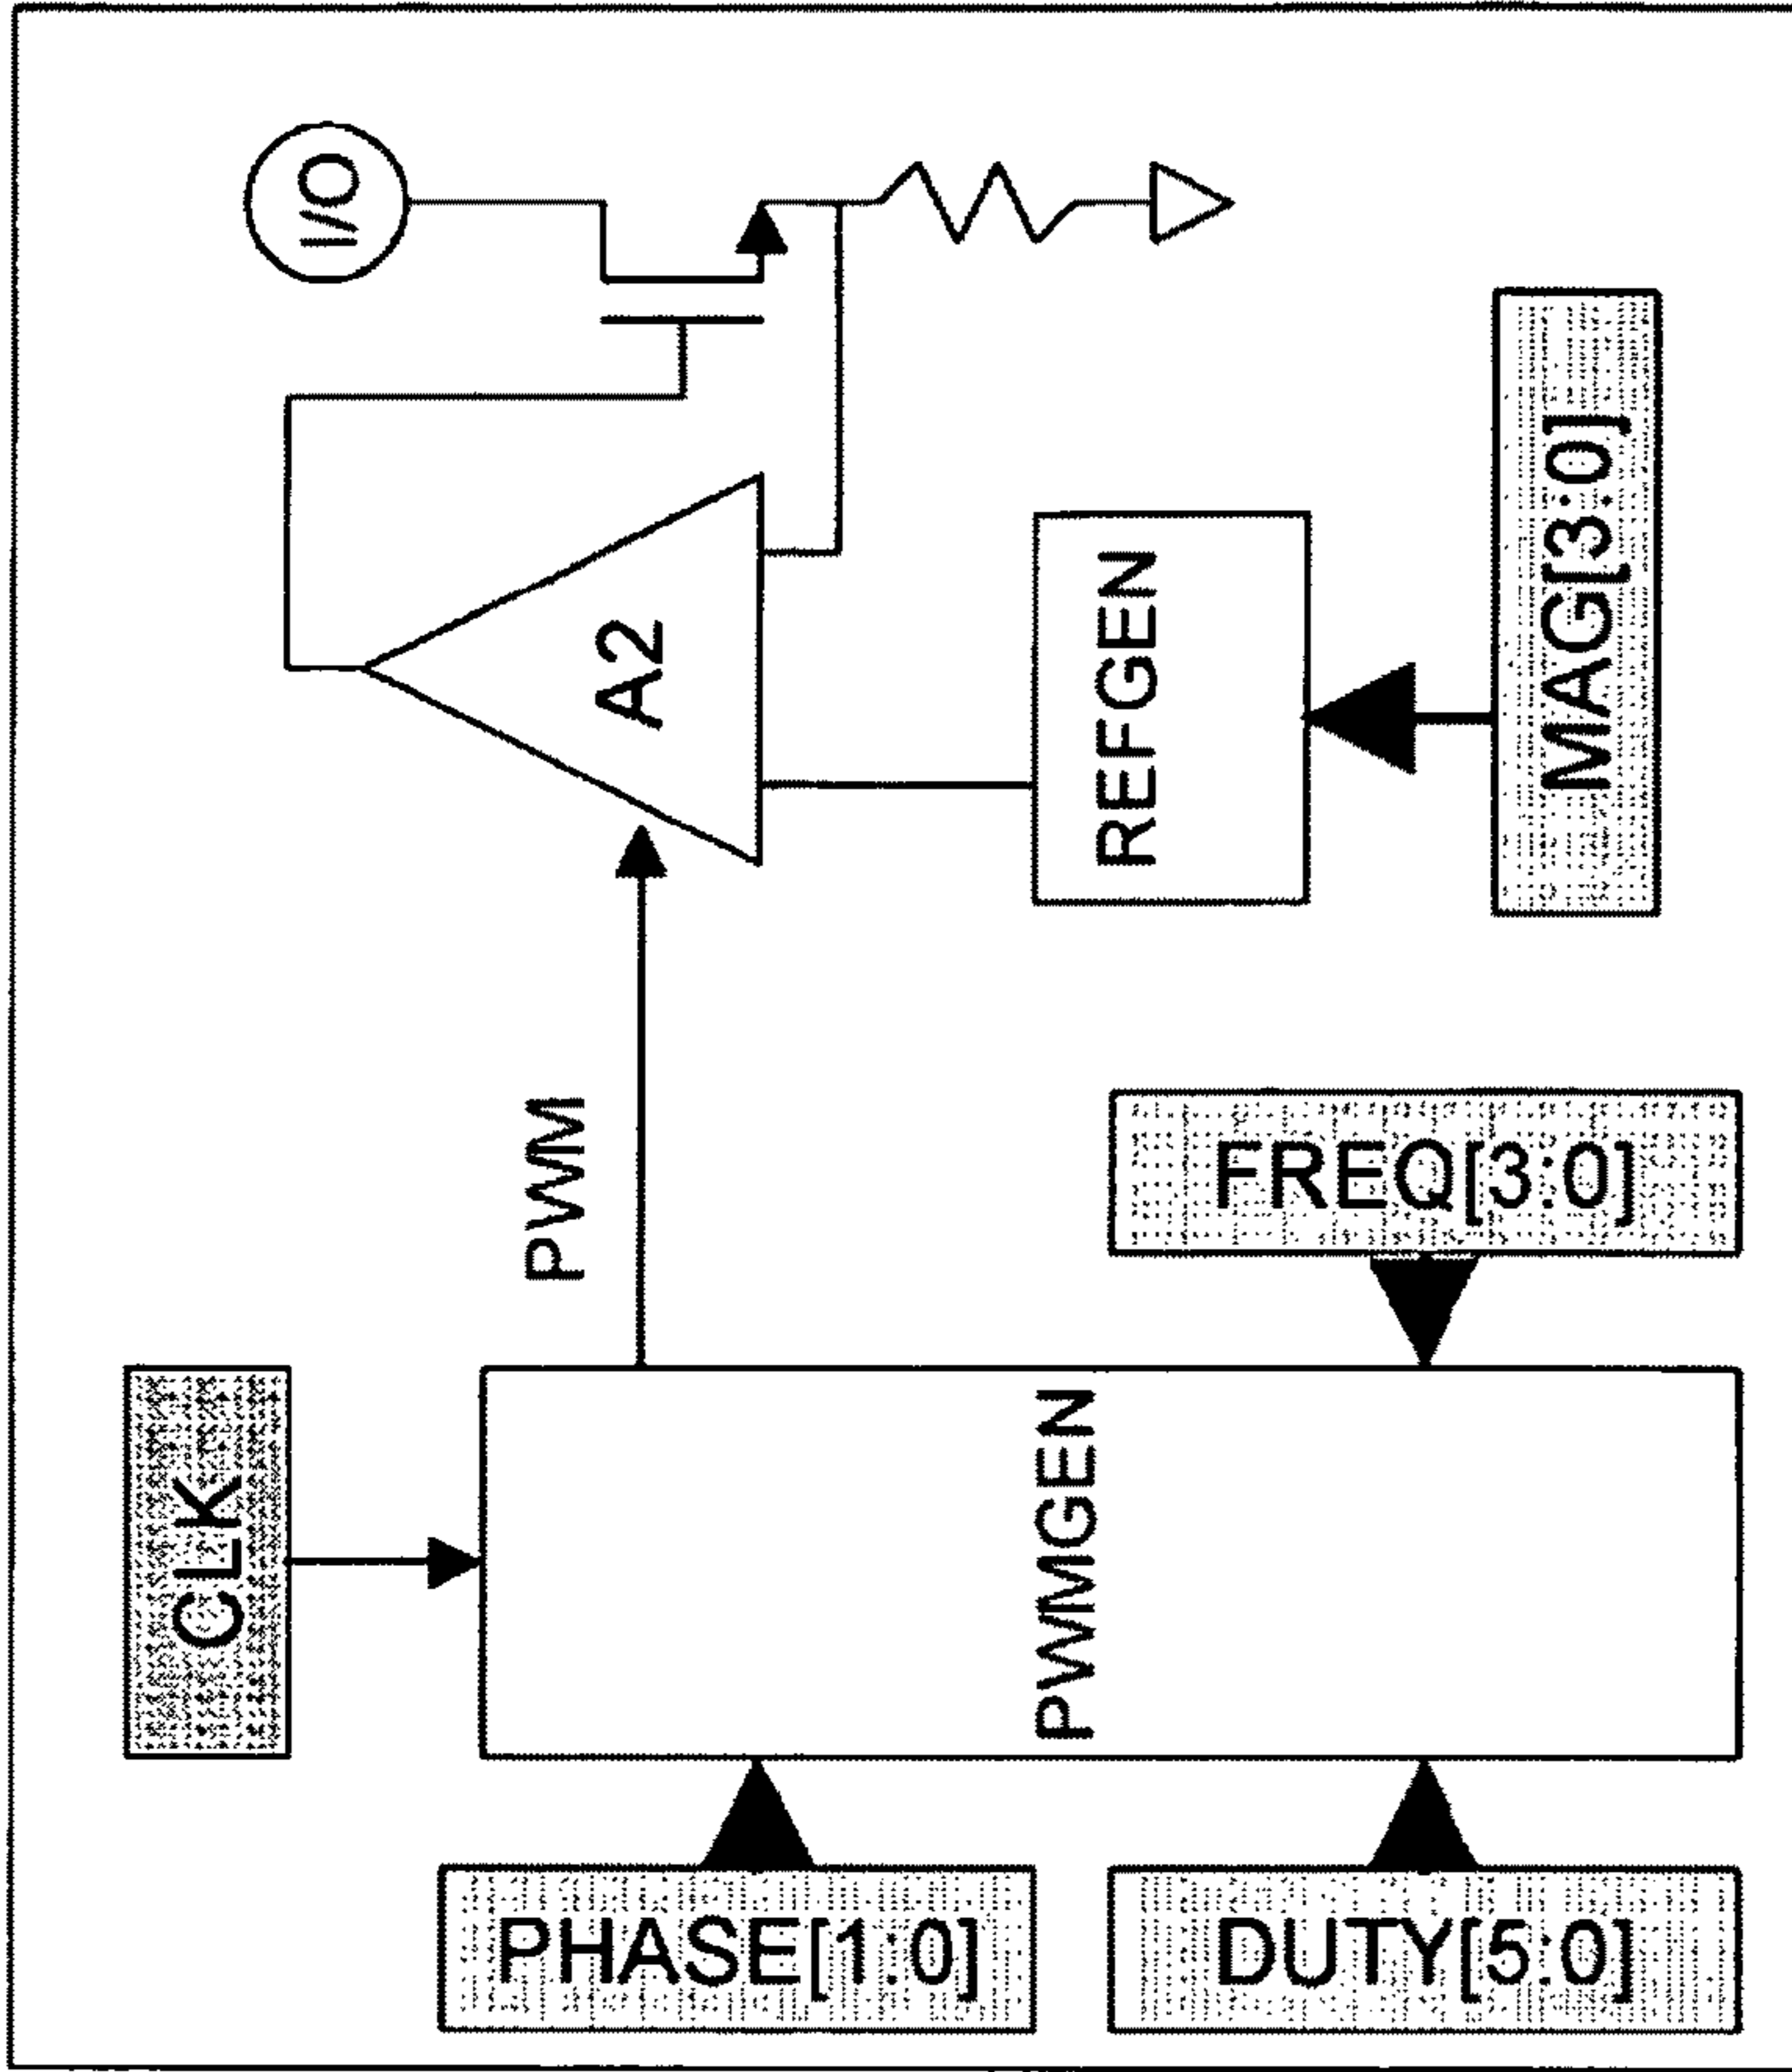 I/O
A2
REFGEN
MAG[3:0]
PWM
FREQ[3:0]
CLK
PWMGEN
PHASE[1:0]
DUTY[5:0]